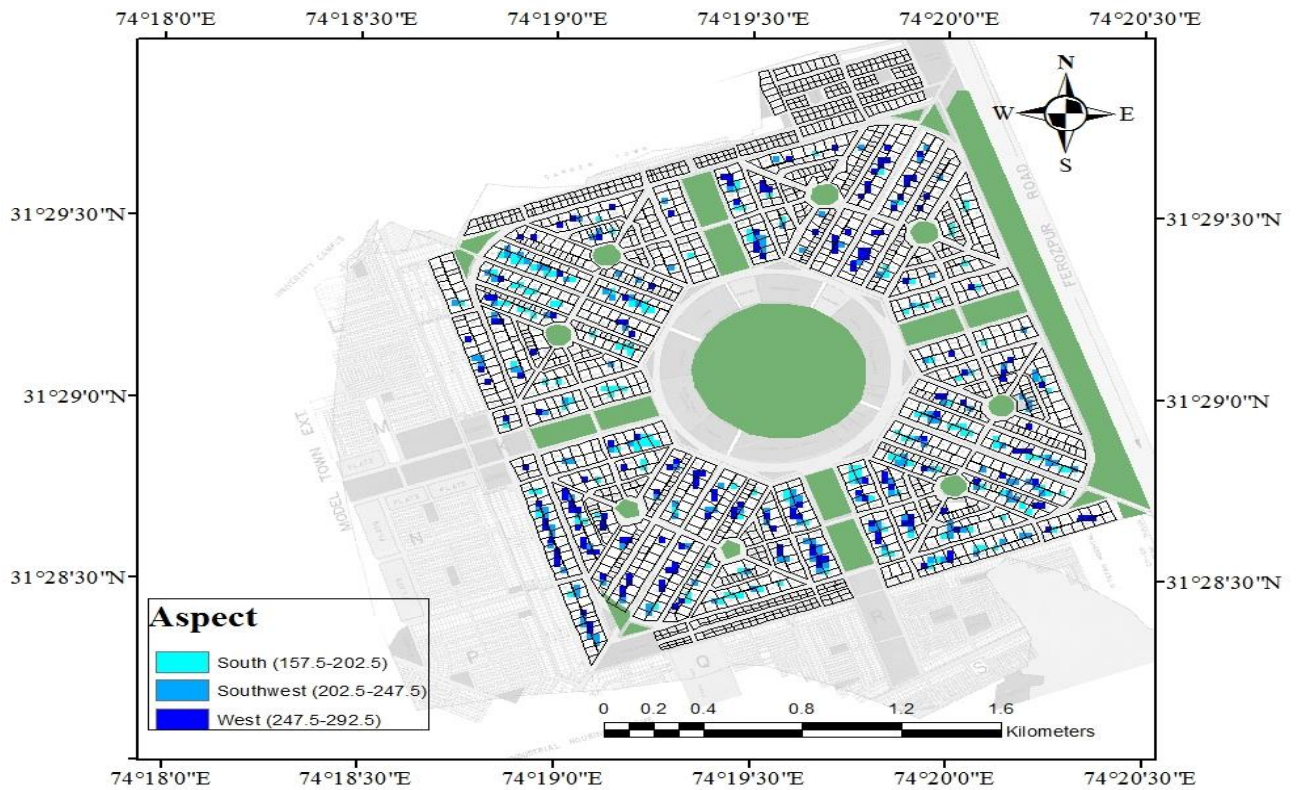 74°18'0"E 74°18'30"E 74°19'0"E 74°19'30"E 74°20'0"E 74°20'30"E
N
W E
S
ROAD
FEROZPUR
31°29'30"N 31°29'30"N
31°29'0"N 31°29'0"N
31°28'30"N 31°28'30"N
L
M
MODEL TOWN EXT
N
P
Q
R
S
Aspect
South (157.5-202.5)
Southwest (202.5-247.5)
West (247.5-292.5)
0 0.2 0.4 0.8 1.2 1.6
Kilometers
74°18'0"E 74°18'30"E 74°19'0"E 74°19'30"E 74°20'0"E 74°20'30"E